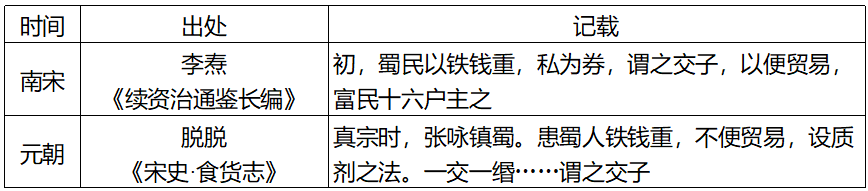 时间 出处 记载
南宋
李焘
《续资治通鉴长编》
初，蜀民以铁钱重，私为券，谓之交子，以便贸易，
富民十六户主之
元朝
脱脱
《宋史·食货志》
真宗时，张咏镇蜀。患蜀人铁钱重，不便贸易，设质
剂之法。一交一缗……谓之交子